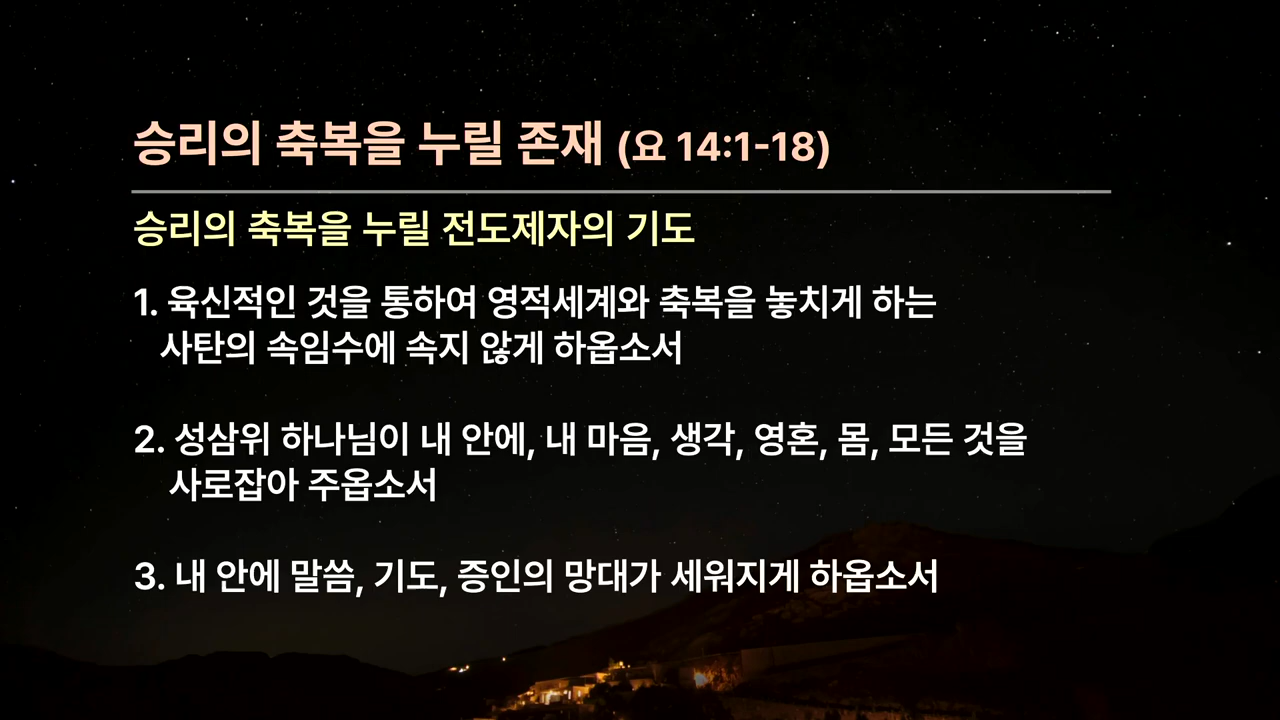 승리의 축복을 누릴 존재 (요 14:1-18)
승리의 축복을 누릴 전도제자의 기도
1. 육신적인 것을 통하여 영적세계와 축복을 놓치게 하는
사탄의 속임수에 속지 않게 하옵소서
2. 성삼위 하나님이 내 안에, 내 마음, 생각, 영혼, 몸, 모든 것을
사로잡아 주옵소서
3. 내 안에 말씀, 기도, 증인의 망대가 세워지게 하옵소서